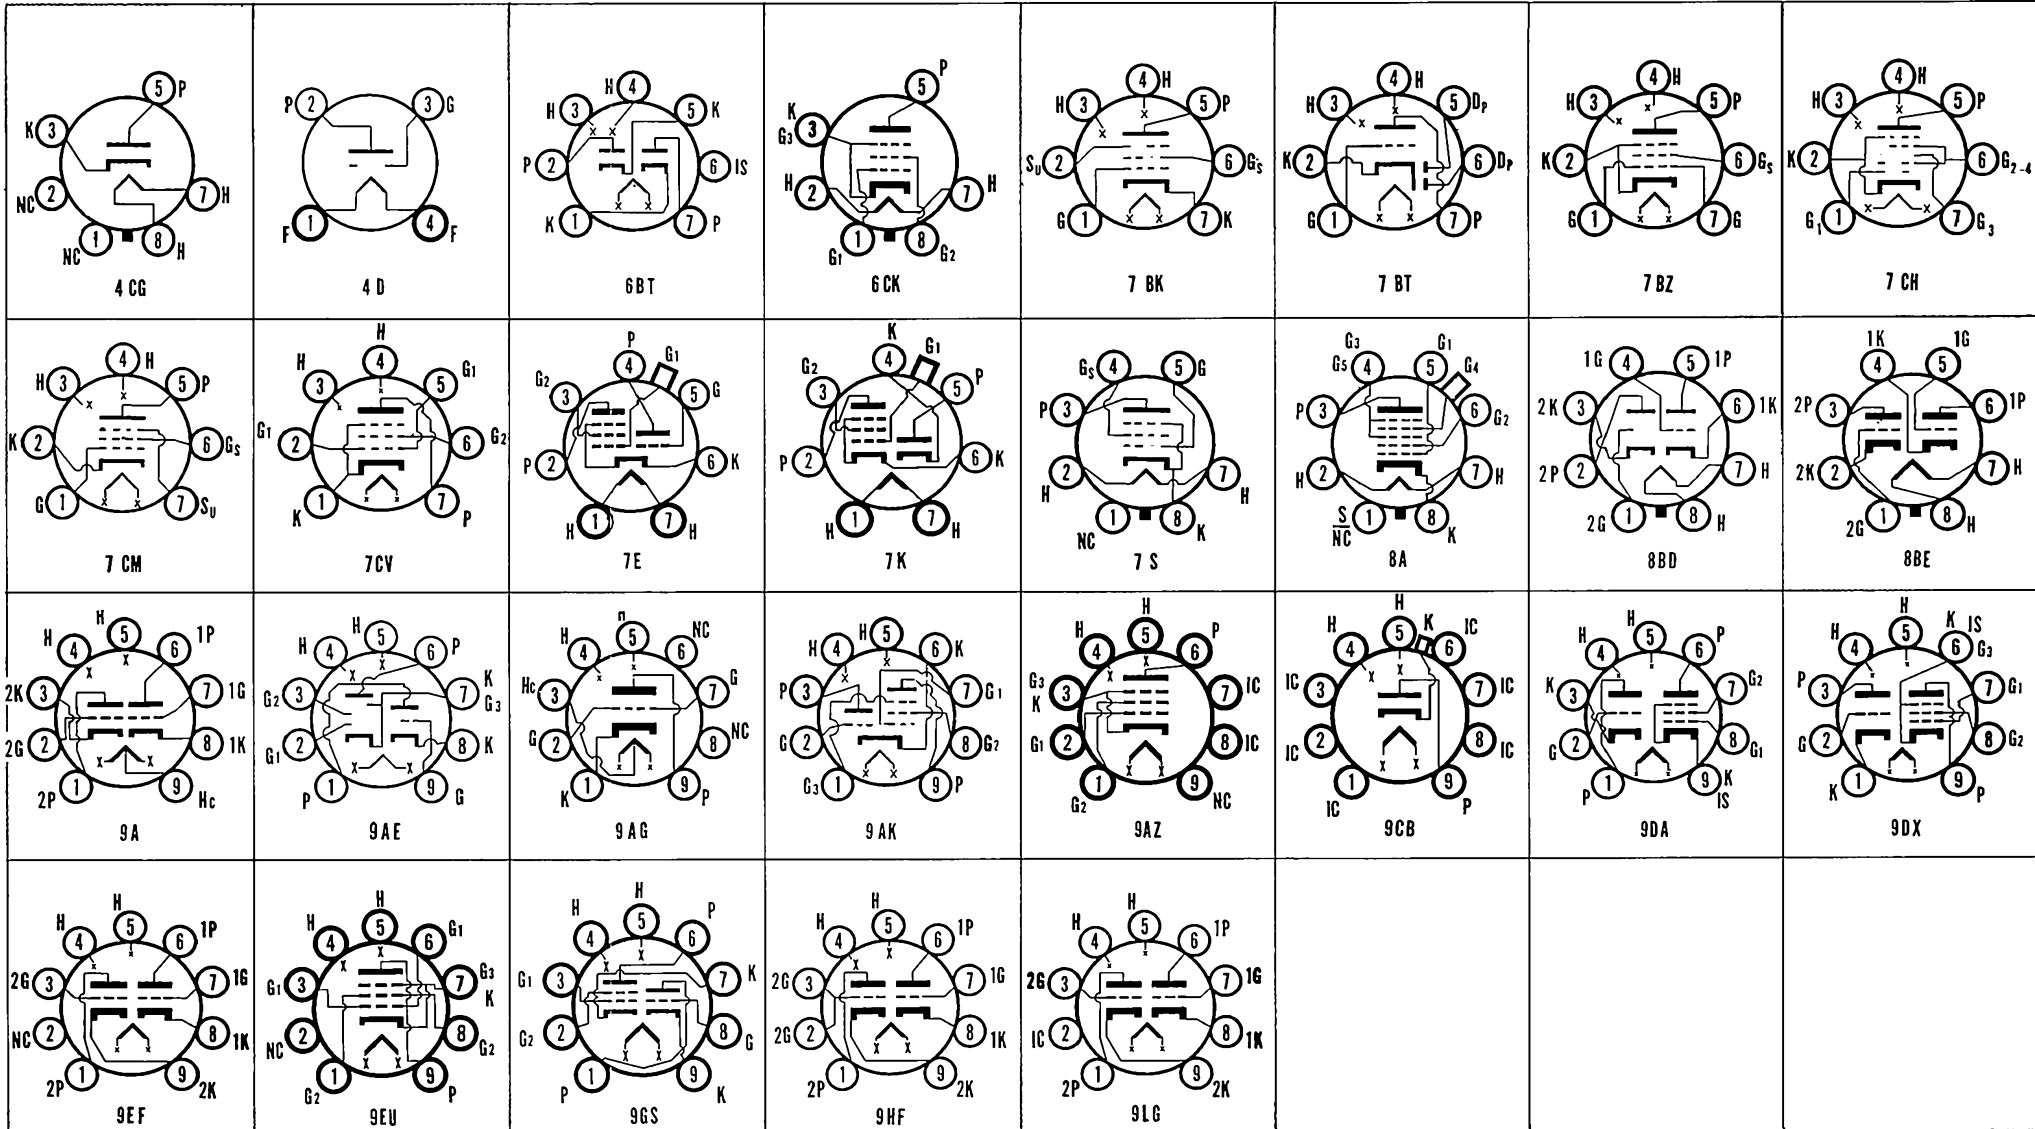 5 P
K 3
NC 2
7 H
NC 1
8 H
4 CG
P 2
3 G
F 1
4 F
4 D
H 4
H 3
5 K
P 2
6 IS
K 1
7 P
6BT
P
5
K
3
G3
H
2
7
H
G1 1
8 G2
6CK
4 H
H 3
5 P
SU 2
6 GS
G 1
7 K
7 BK
4 H
H 3
5 DP
K 2
6 DP
G 1
7 P
7 BT
4 H
H 3
5 P
K 2
6 GS
G 1
7 G
7 BZ
4 H
H 3
5 P
K 2
6 G2-4
G1 1
7 G3
7 CH
4 H
H 3
5 P
K 2
6 GS
G 1
7 SU
7 CM
H
4
H
3
5 G1
G1 2
6 G2
K 1
7 P
7CV
P
4
G1
G2 3
5 G
P 2
6 K
H 1
7 H
7E
K
4
G1
G2
3
5 P
P 2
6 K
H 1
7 H
7K
GS 4
5 G
P 3
6
H 2
7 H
NC 1
8 K
7 S
G3
G5 4
G1
5
G4
P 3
6 G2
H 2
7 H
S
NC 1
8 K
8A
1G 4
5 1P
2K 3
6 1K
2P 2
7 H
2G 1
8 H
8BD
1K
4
1G
5
2P 3
6 1P
2K 2
7 H
2G 1
8 H
8BE
H 5
H 4
6 1P
2K 3
7 1G
2G 2
8 1K
2P 1
9 HC
9A
H 5
H 4
6 P
G2 3
7 K
G3
G1 2
8 K
P 1
9 G
9AE
H
5
H 4
6 NC
HC 3
7 G
G 2
8 NC
K 1
9 P
9AG
H 5
H 4
6 K
P 3
7 G1
G 2
8 G2
G3 1
9 P
9AK
H
5
H 4
6 P
G3
K 3
7 IC
G1 2
8 IC
G2 1
9 NC
9AZ
H
5
K
H 4
6 IC
IC 3
7 IC
IC 2
8 IC
IC 1
9 P
9CB
H 5
H 4
6 P
K 3
7 G2
G 2
8 G1
P 1
9 K
IS
9DA
H
5
H 4
K IS
6 G3
P 3
7 G1
G 2
8 G2
K 1
9 P
9DX
H
5
H 4
6 1P
2G 3
7 1G
NC 2
8 1K
2P 1
9 2K
9EF
H
5
H 4
6 G1
G1 3
7 G3
K
NC 2
8 G2
G2 1
9 P
9EU
H
5
H 4
6 P
G1 3
7 K
G2 2
8 G
P 1
9 K
9GS
H
5
H 4
6 1P
2G 3
7 1G
2G 2
8 1K
2P 1
9 2K
9HF
H
5
H 4
6 1P
2G 3
7 1G
IC 2
8 1K
2P 1
9 2K
9LG